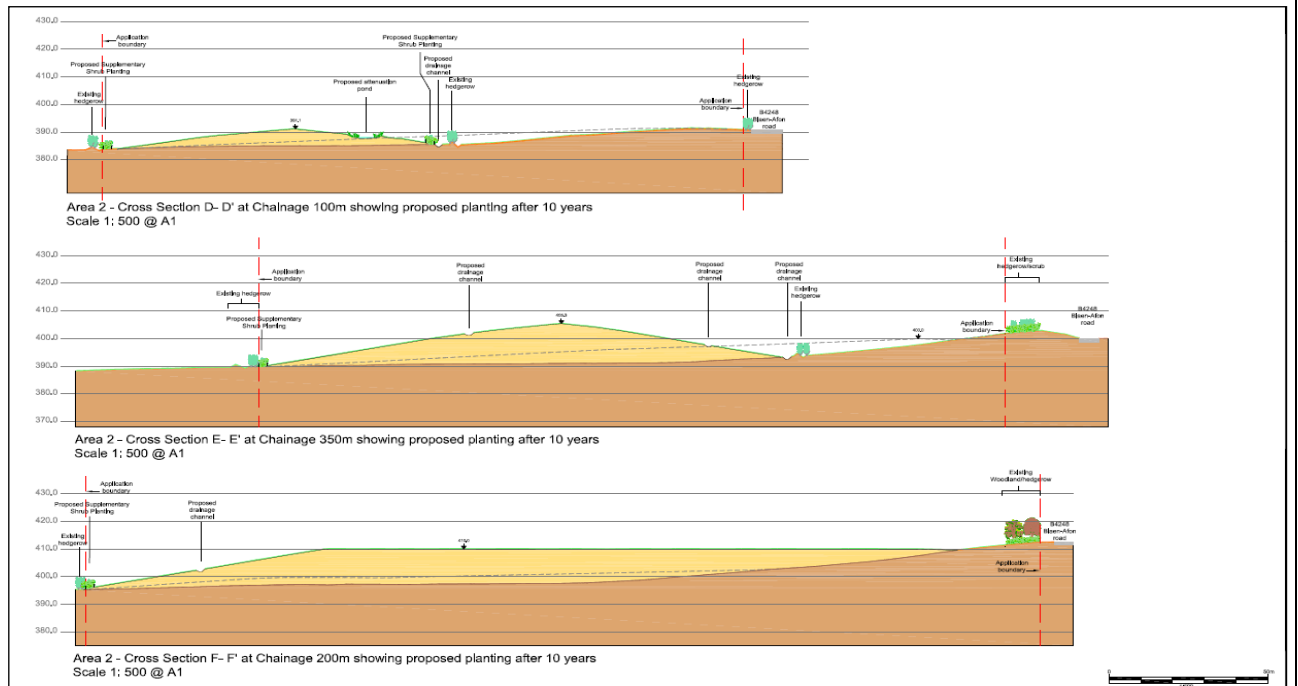 430.0
420.0
410.0
400.0
390.0
380.0
Application
boundary
Proposed Supplementary
Shrub Planting
Existing
hedgerow
Proposed attenuation
pond
Proposed Supplementary
Shrub Planting
Proposed
drainage
channel
Existing
hedgerow
Application
boundary
Existing
hedgerow
B4248
road
Area 2 - Cross Section D- D' at Chainage 100m showing proposed planting after 10 years
Scale 1: 500 @ A1
430.0
420.0
410.0
400.0
390.0
380.0
370.0
Existing hedgerow
Application
boundary
Proposed Supplementary
Shrub Planting
Proposed
drainage
channel
Proposed
drainage
channel
Proposed
drainage
channel
Existing
hedgerow
Application
boundary
Existing
hedgerow/scrub
B4248
road
Area 2 - Cross Section E- E' at Chainage 350m showing proposed planting after 10 years
Scale 1: 500 @ A1
430.0
420.0
410.0
400.0
390.0
380.0
Application
boundary
Proposed Supplementary
Shrub Planting
Existing
hedgerow
Proposed
drainage
channel
Existing
Woodland/hedgerow
B4248
road
Application
boundary
Area 2 - Cross Section F- F' at Chainage 200m showing proposed planting after 10 years
Scale 1: 500 @ A1
0
50m